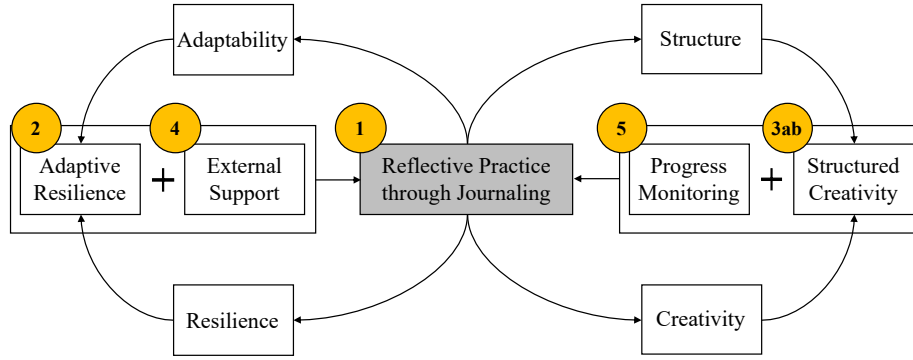 Adaptability
Structure
2
4
1
5
3ab
Adaptive
Resilience
+
External
Support
Reflective Practice
through Journaling
Progress
Monitoring
+
Structured
Creativity
Resilience
Creativity